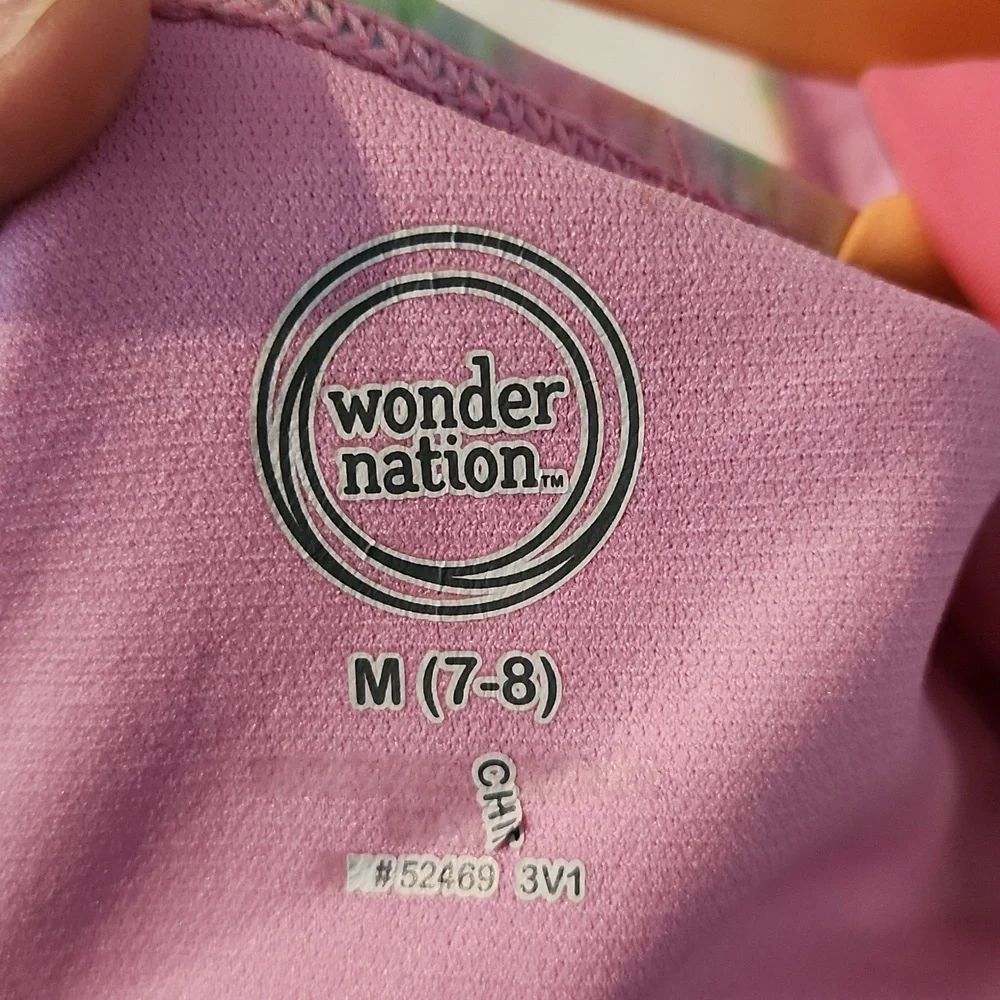 wonder
nation™
M (7-8)
#52469 3V1